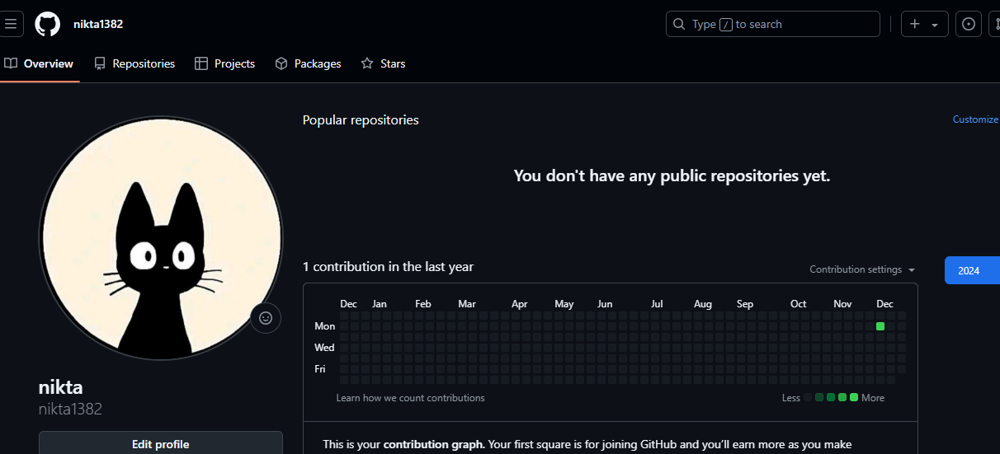 nikta1382
Type / to search
Overview Repositories Projects Packages Stars
Popular repositories
Customize
You don't have any public repositories yet.
1 contribution in the last year
Contribution settings
2024
Dec Jan Feb Mar Apr May Jun Jul Aug Sep Oct Nov Dec
Mon
Wed
Fri
Learn how we count contributions
Less More
nikta
nikta1382
Edit profile
This is your contribution graph. Your first square is for joining GitHub and you’ll earn more as you make